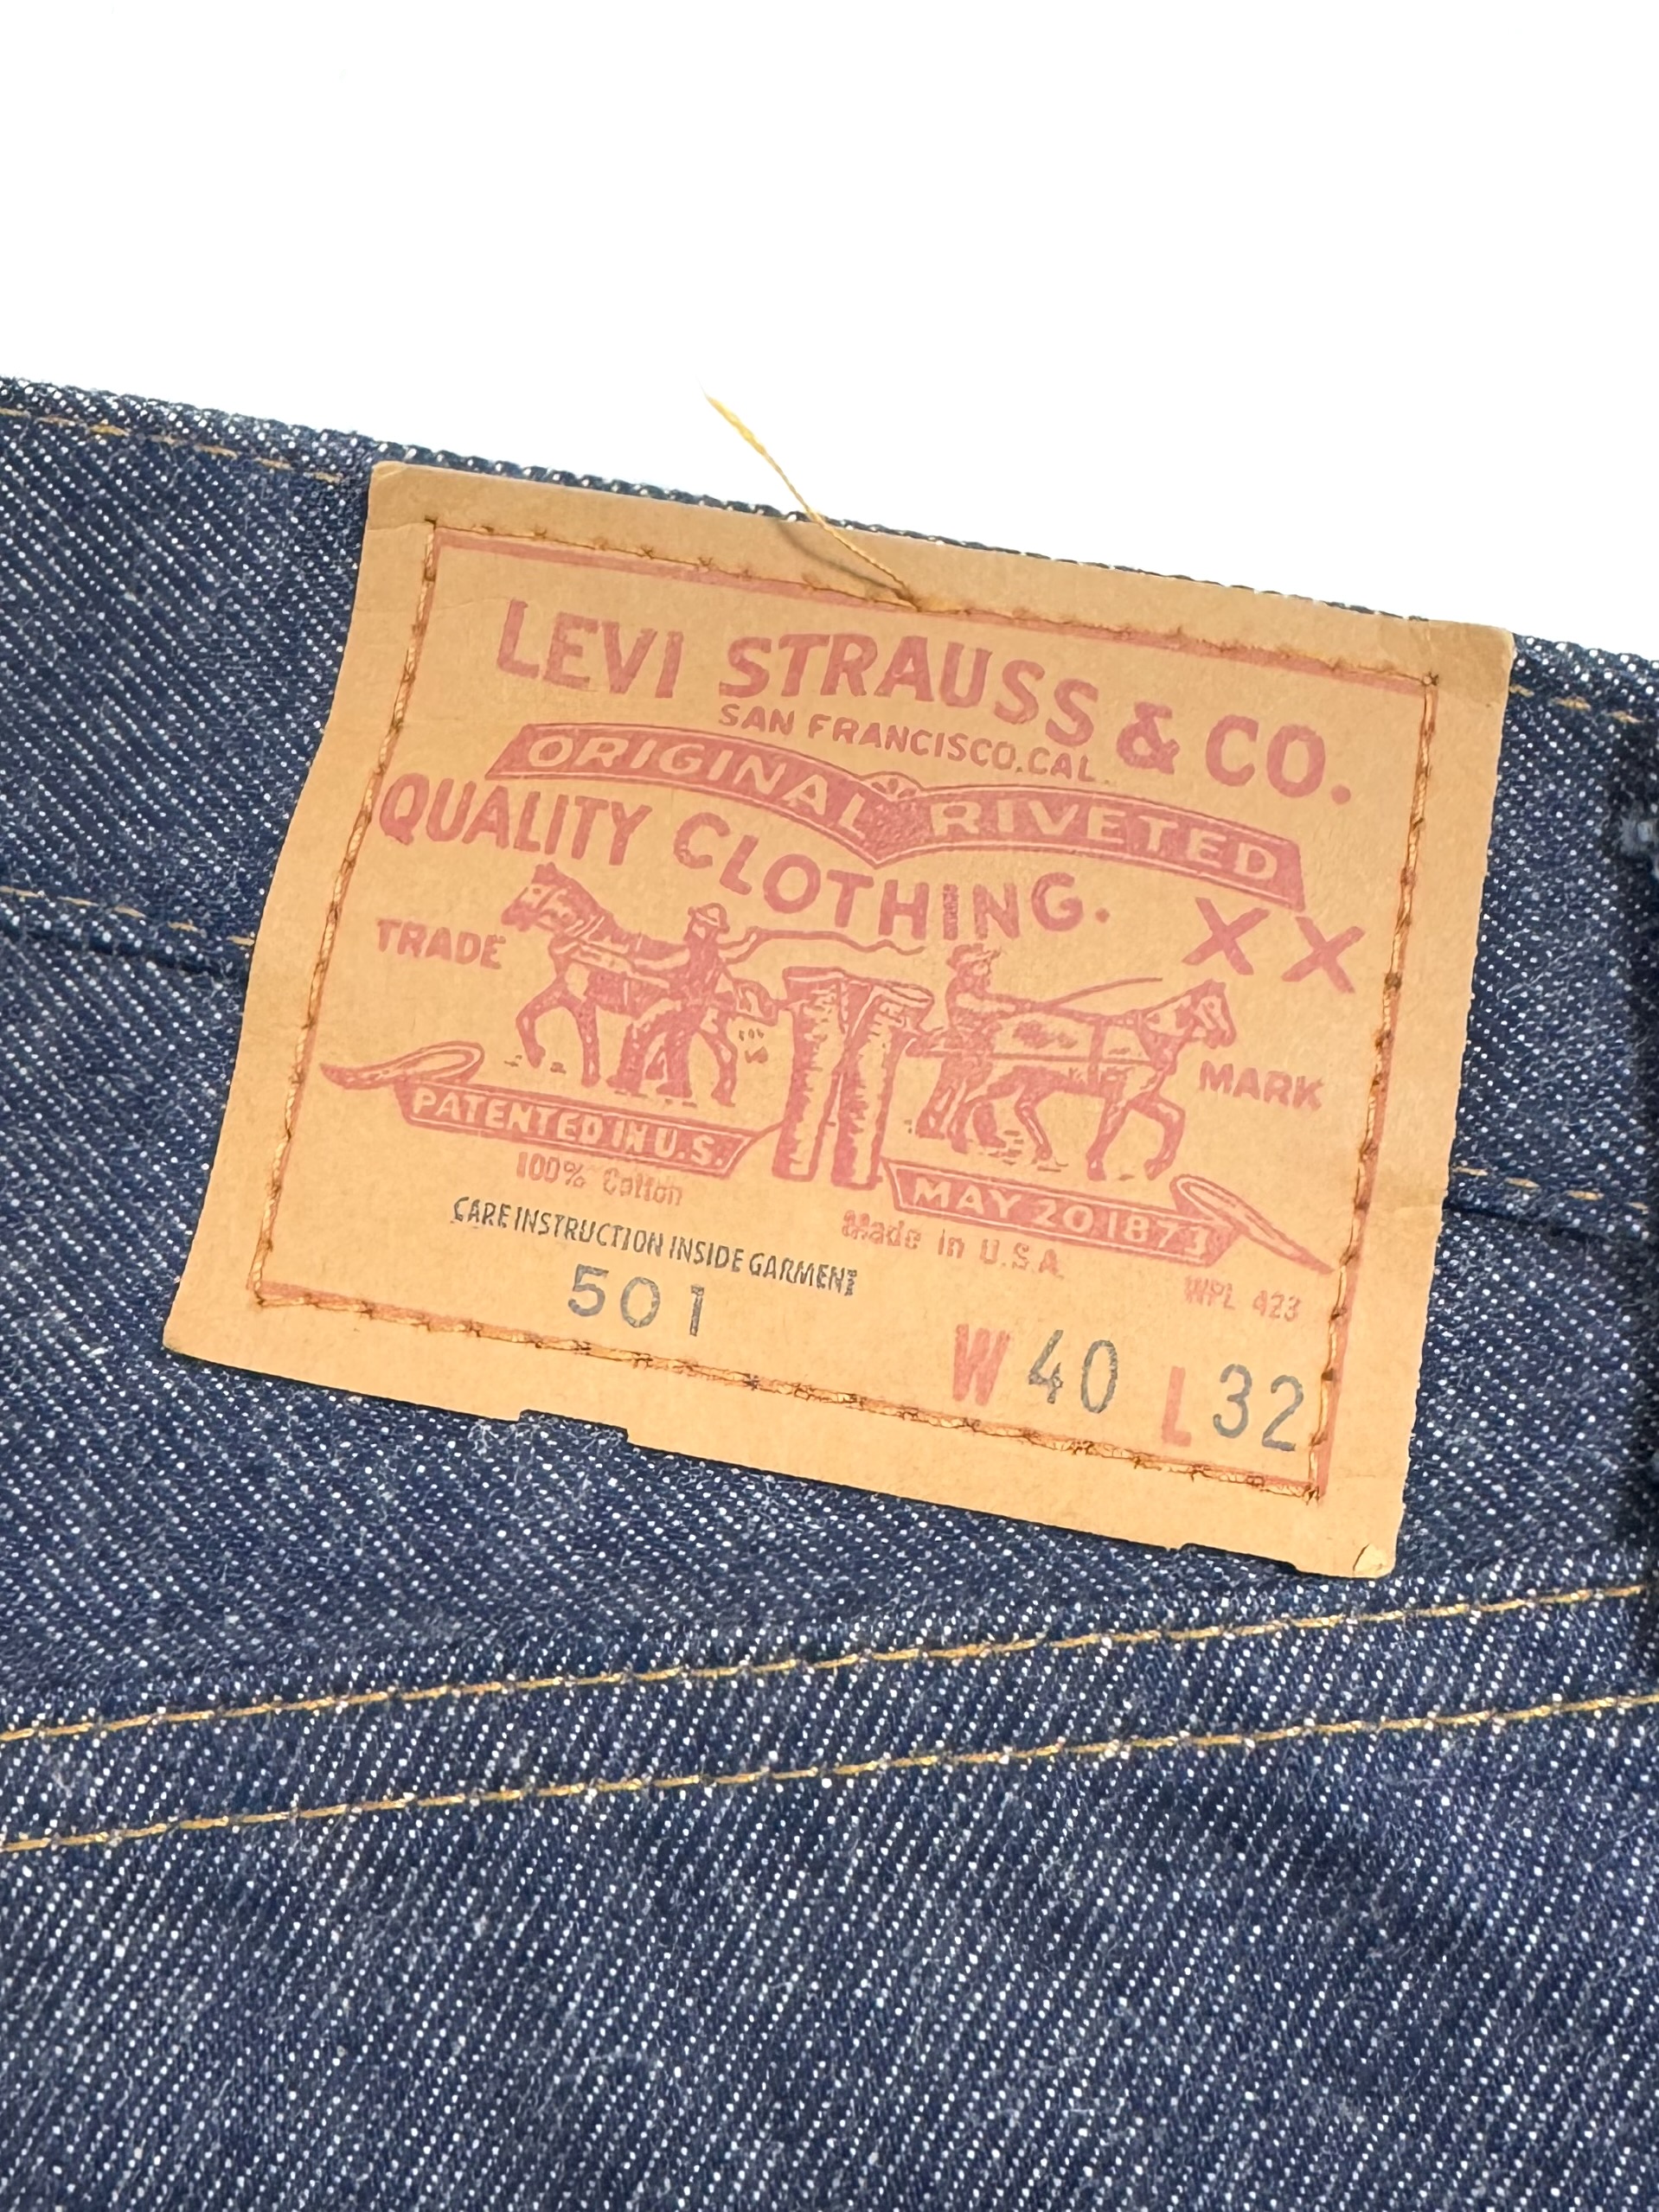 LEVI STRAUSS & CO.
SAN FRANCISCO, CAL.
ORIGINAL RIVETED
QUALITY CLOTHING.
XX
TRADE
MARK
PATENTED IN U.S.
MAY 20 1873
100% Cotton
Made in U.S.A.
CARE INSTRUCTION INSIDE GARMENT
WPL 423
501
W 40 L 32